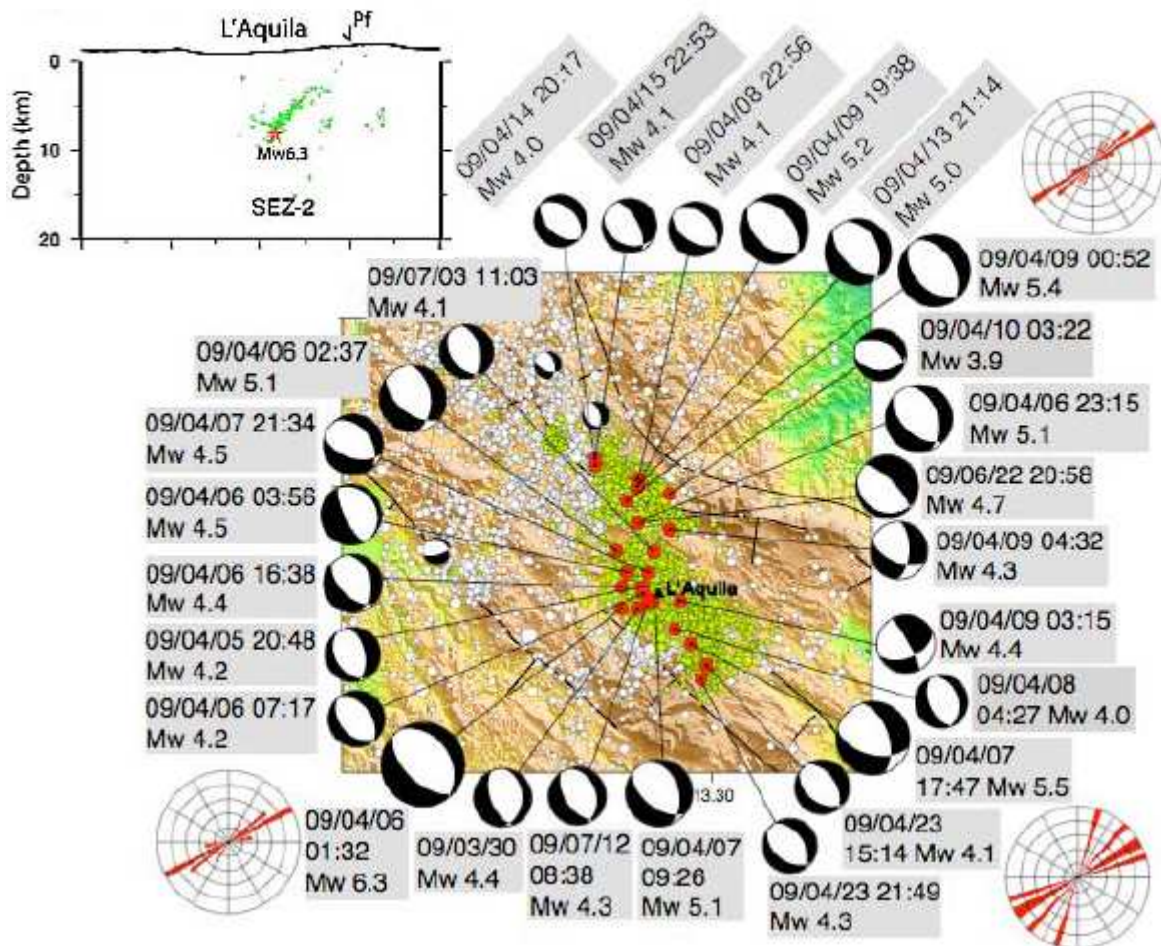 L'Aquila
Pf
0
10
20
Depth (km)
Mw6.3
SEZ-2
09/04/14 20:17
Mw 4.0
09/04/15 22:53
Mw 4.1
09/04/08 22:56
Mw 4.1
09/04/09 19:38
Mw 5.2
09/04/13 21:14
Mw 5.0
09/04/09 00:52
Mw 5.4
09/07/03 11:03
Mw 4.1
09/04/10 03:22
Mw 3.9
09/04/06 02:37
Mw 5.1
09/04/06 23:15
Mw 5.1
09/04/07 21:34
Mw 4.5
09/06/22 20:58
Mw 4.7
09/04/06 03:56
Mw 4.5
09/04/09 04:32
Mw 4.3
09/04/06 16:38
Mw 4.4
L'Aquila
09/04/09 03:15
Mw 4.4
09/04/05 20:48
Mw 4.2
09/04/08
04:27 Mw 4.0
09/04/06 07:17
Mw 4.2
09/04/07
17:47 Mw 5.5
13.30
09/04/06
01:32
Mw 6.3
09/03/30
Mw 4.4
09/07/12
08:38
Mw 4.3
09/04/07
09:26
Mw 5.1
09/04/23
15:14 Mw 4.1
09/04/23 21:49
Mw 4.3